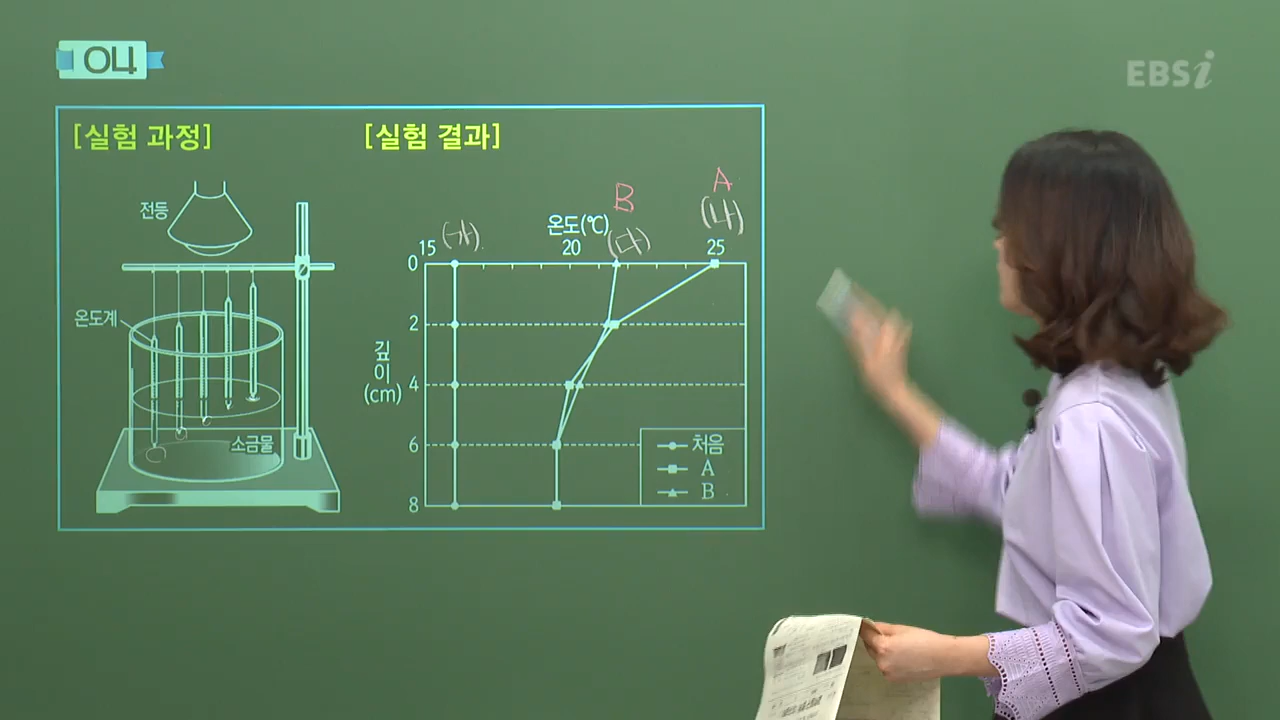 04
EBSi
[실험 과정]
[실험 결과]
전등
온도계
소금물
B
A
(가)
(다)
(나)
온도(℃)
15
20
25
0
2
4
6
8
깊이
(cm)
처음
A
B